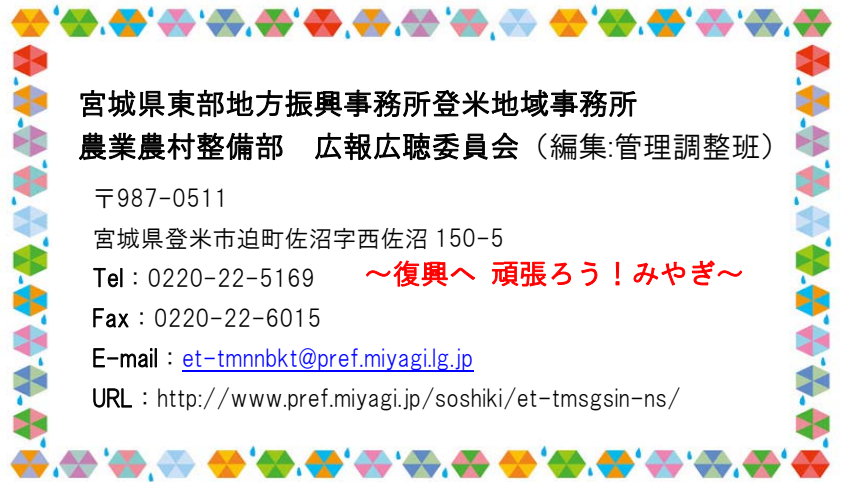 宮城県東部地方振興事務所登米地域事務所
農業農村整備部　広報広聴委員会（編集:管理調整班）
〒987-0511
宮城県登米市迫町佐沼字西佐沼 150-5
Tel：0220-22-5169
～復興へ 頑張ろう！みやぎ～
Fax：0220-22-6015
E-mail：et-tmnnbkt@pref.miyagi.lg.jp
URL：http://www.pref.miyagi.jp/soshiki/et-tmsgsin-ns/